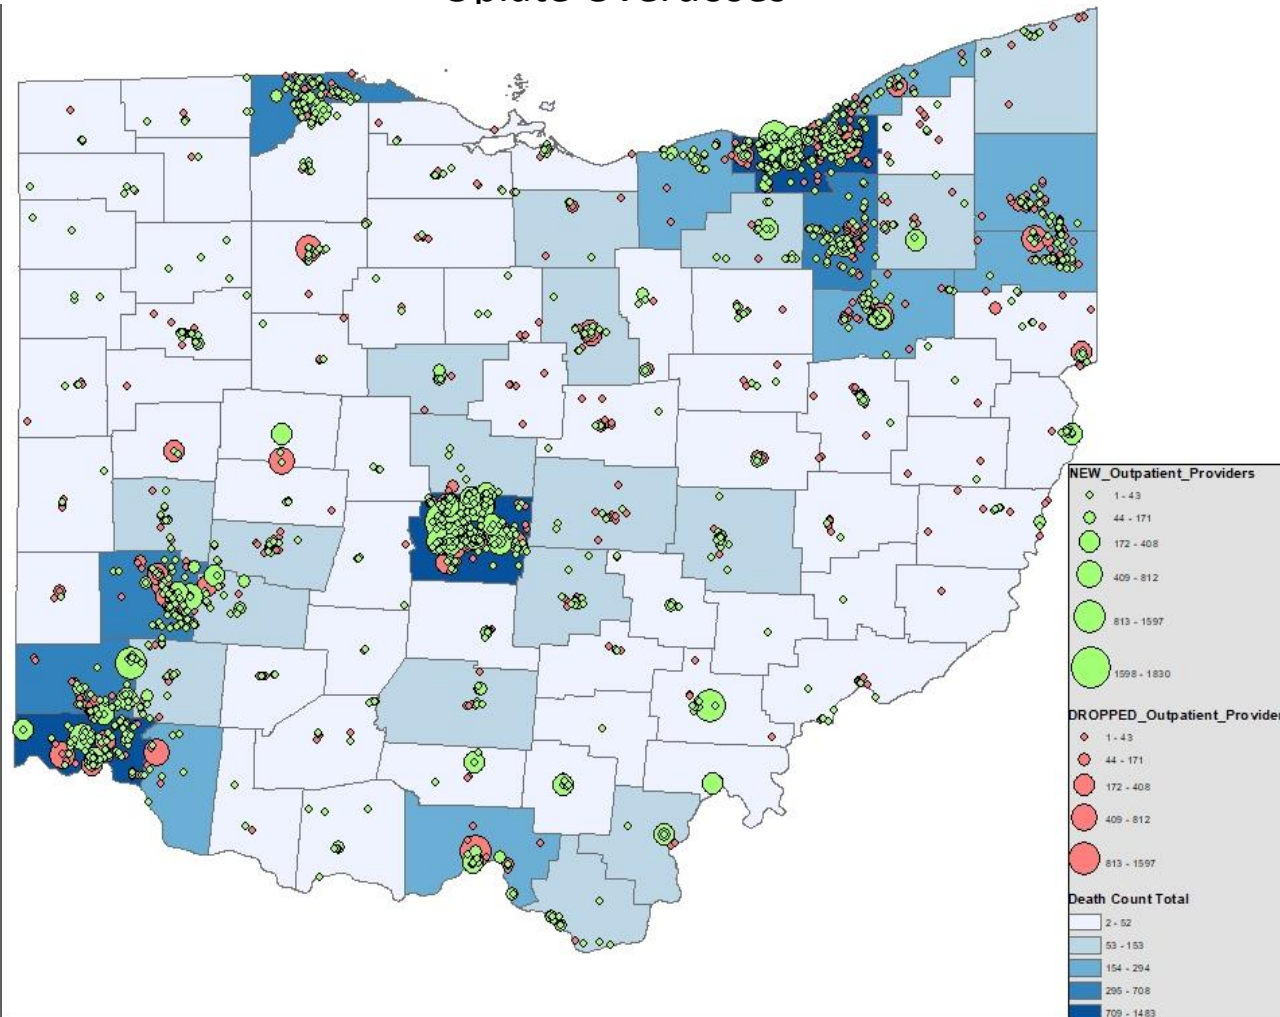 Opiate Overdoses
NEW_Outpatient_Providers
1 - 43
44 - 171
172 - 408
409 - 812
813 - 1597
1598 - 1830
DROPPED_Outpatient_Provider
1 - 43
44 - 171
172 - 408
409 - 812
813 - 1597
Death Count Total
2 - 52
53 - 153
154 - 294
295 - 708
709 - 1483